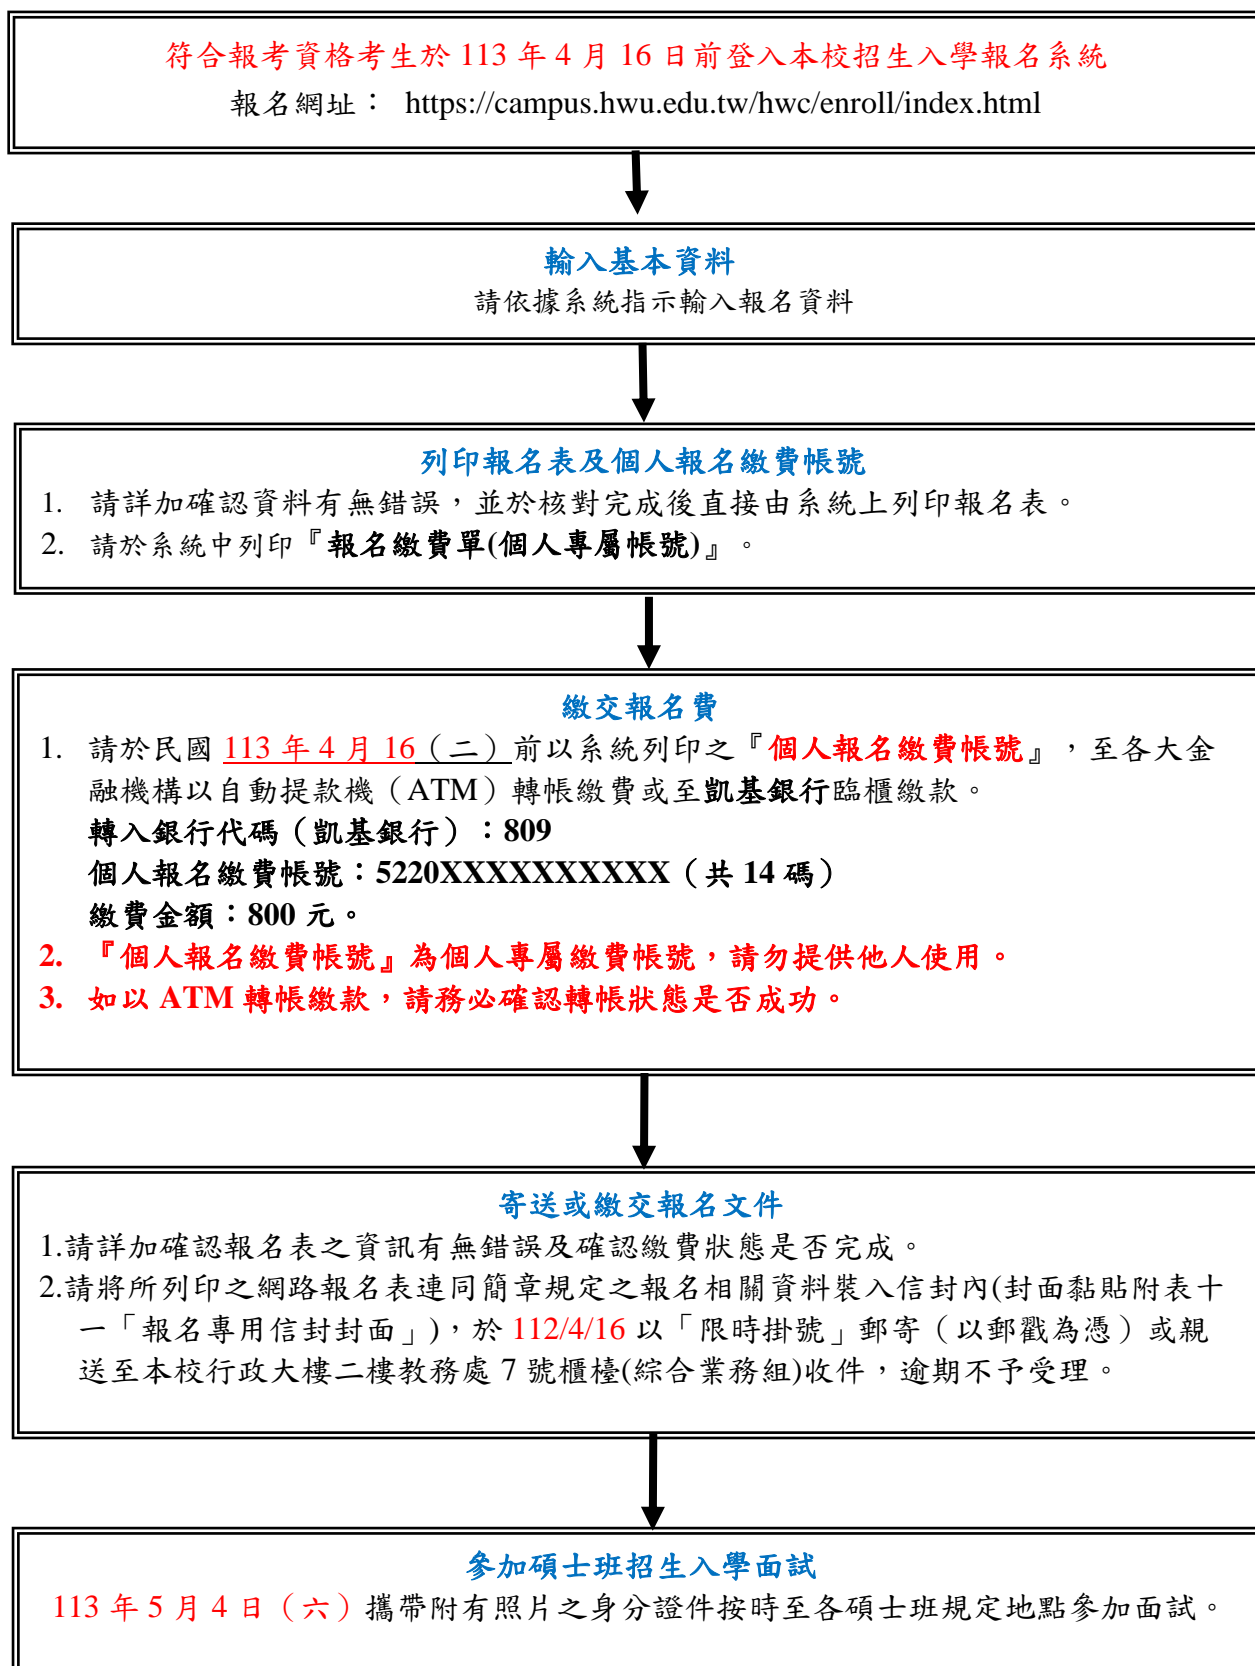 符合報考資格考生於 113 年 4 月 16 日前登入本校招生入學報名系統
報名網址： https://campus.hwu.edu.tw/hwc/enroll/index.html
輸入基本資料
請依據系統指示輸入報名資料
列印報名表及個人報名繳費帳號
1. 請詳加確認資料有無錯誤，並於核對完成後直接由系統上列印報名表。
2. 請於系統中列印『報名繳費單(個人專屬帳號)』。
繳交報名費
1. 請於民國 113 年 4 月 16（二）前以系統列印之『個人報名繳費帳號』，至各大金
融機構以自動提款機（ATM）轉帳繳費或至凱基銀行臨櫃繳款。
轉入銀行代碼（凱基銀行）：809
個人報名繳費帳號：5220XXXXXXXXXX（共 14 碼）
繳費金額：800 元。
2. 『個人報名繳費帳號』為個人專屬繳費帳號，請勿提供他人使用。
3. 如以 ATM 轉帳繳款，請務必確認轉帳狀態是否成功。
寄送或繳交報名文件
1.請詳加確認報名表之資訊有無錯誤及確認繳費狀態是否完成。
2.請將所列印之網路報名表連同簡章規定之報名相關資料裝入信封內(封面黏貼附表十
一「報名專用信封封面」)，於 112/4/16 以「限時掛號」郵寄（以郵戳為憑）或親
送至本校行政大樓二樓教務處 7 號櫃檯(綜合業務組)收件，逾期不予受理。
參加碩士班招生入學面試
113 年 5 月 4 日（六）攜帶附有照片之身分證件按時至各碩士班規定地點參加面試。